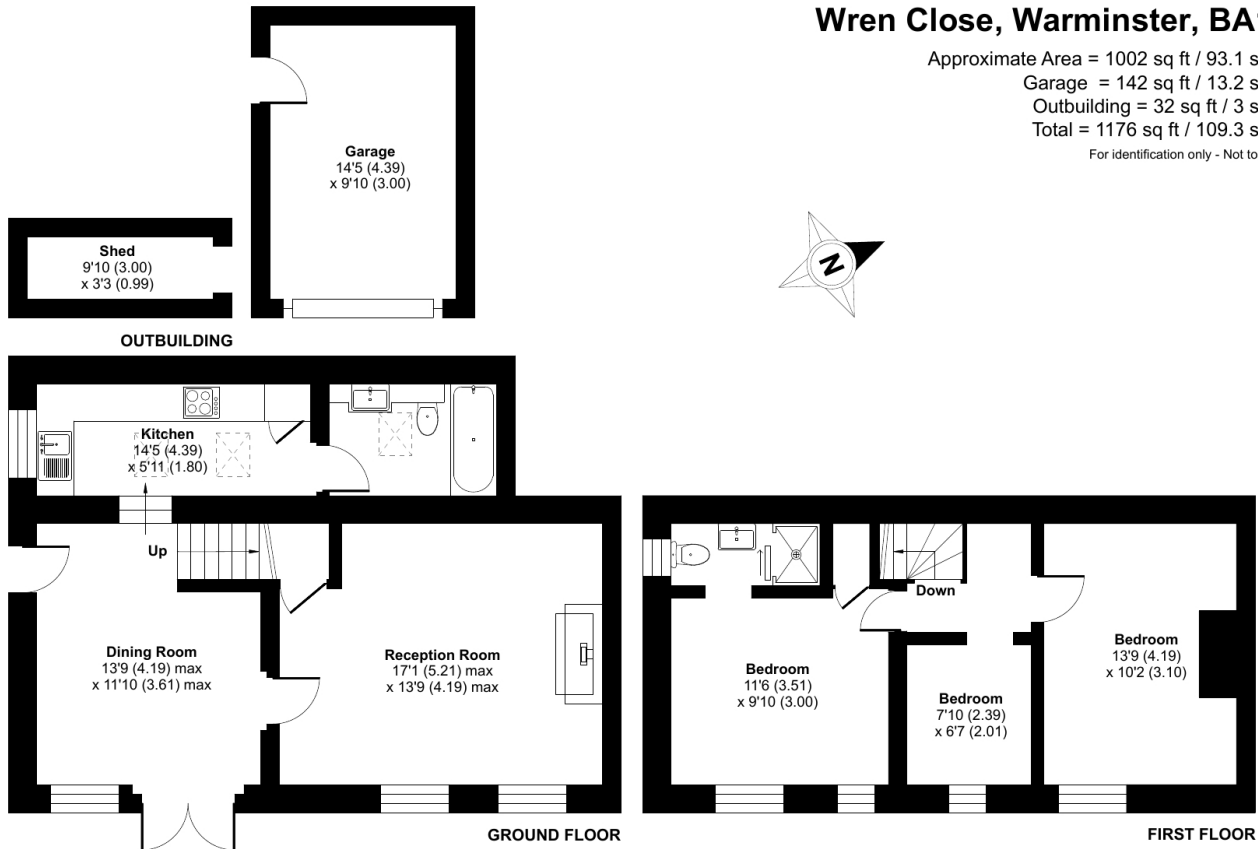 Wren Close, Warminster, BA
Approximate Area = 1002 sq ft / 93.1 s
Garage = 142 sq ft / 13.2 s
Outbuilding = 32 sq ft / 3 s
Total = 1176 sq ft / 109.3 s
For identification only - Not to
Garage
14'5 (4.39)
x 9'10 (3.00)
Shed
9'10 (3.00)
x 3'3 (0.99)
OUTBUILDING
N
Kitchen
14'5 (4.39)
x 5'11 (1.80)
Up
Dining Room
13'9 (4.19) max
x 11'10 (3.61) max
Reception Room
17'1 (5.21) max
x 13'9 (4.19) max
GROUND FLOOR
Down
Bedroom
11'6 (3.51)
x 9'10 (3.00)
Bedroom
7'10 (2.39)
x 6'7 (2.01)
Bedroom
13'9 (4.19)
x 10'2 (3.10)
FIRST FLOOR